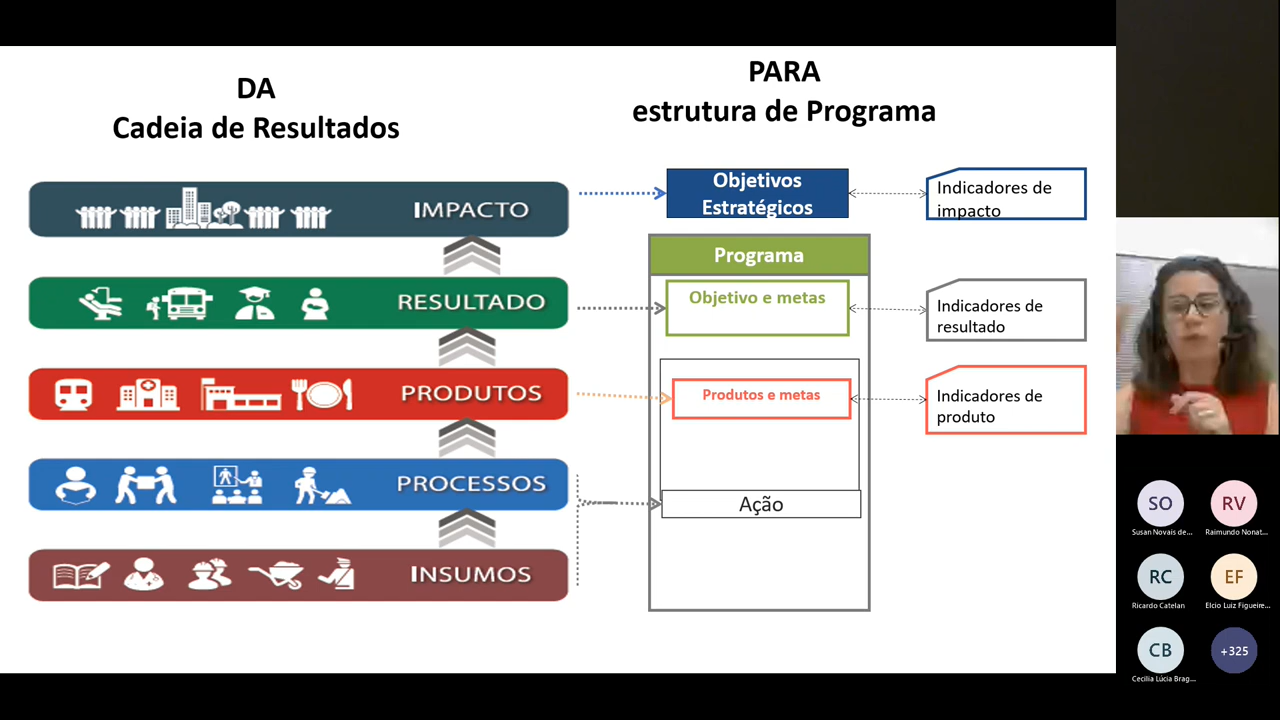 DA
Cadeia de Resultados
PARA
estrutura de Programa
IMPACTO
RESULTADO
PRODUTOS
PROCESSOS
INSUMOS
Objetivos
Estratégicos
Programa
Objetivo e metas
Produtos e metas
Ação
Indicadores de
impacto
Indicadores de
resultado
Indicadores de
produto
SO
Susan Novais de...
RV
Raimundo Nonat...
RC
Ricardo Catelan
EF
Elcio Luiz Figueire...
CB
Cecilia Lúcia Brag...
+325